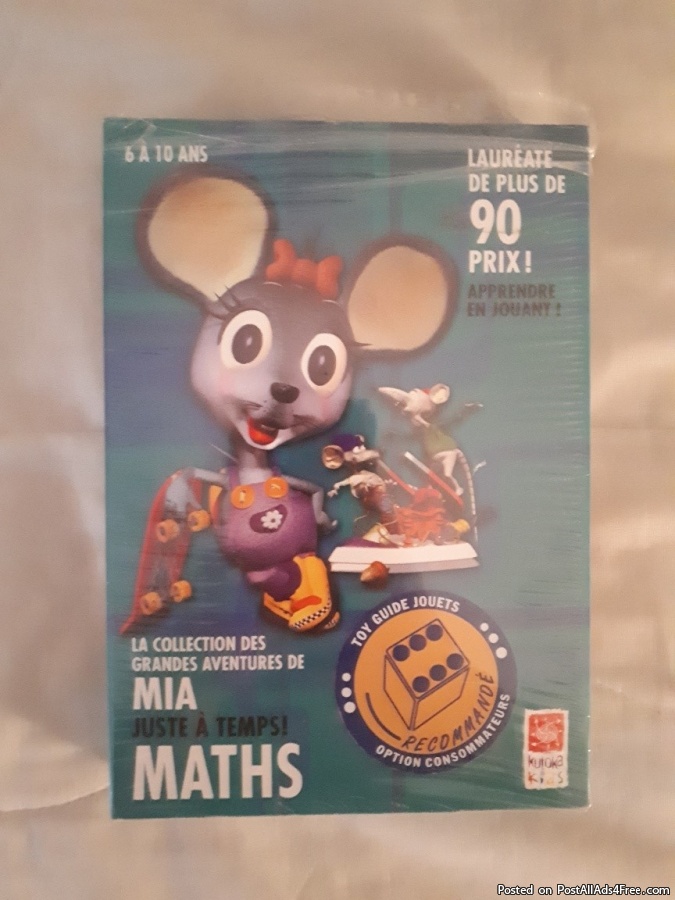 6 À 10 ANS
LAURÉATE
DE PLUS DE
90
PRIX!
APPRENDRE
EN JOUANT !
LA COLLECTION DES
GRANDES AVENTURES DE
MIA
JUSTE À TEMPS!
MATHS
TOY GUIDE JOUETS
RECOMMANDÉ
OPTION CONSOMMATEURS
kutoka
kids
Posted on PostAllAds4Free.com